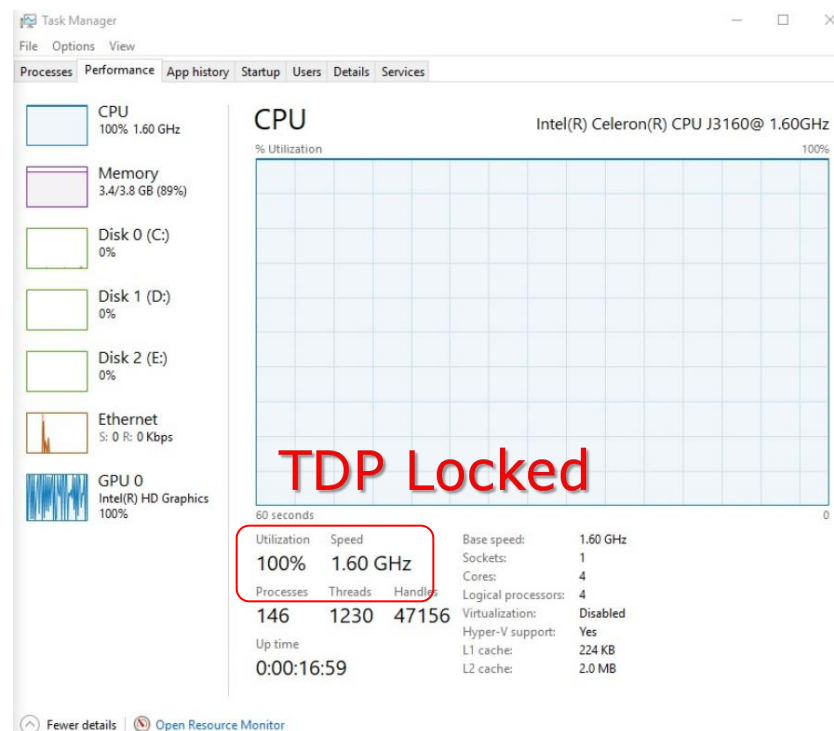 Task Manager
File Options View
Processes Performance App history Startup Users Details Services
CPU
100% 1.60 GHz
Memory
3.4/3.8 GB (89%)
Disk 0 (C:)
0%
Disk 1 (D:)
0%
Disk 2 (E:)
0%
Ethernet
S: 0 R: 0 Kbps
GPU 0
Intel(R) HD Graphics
100%
CPU Intel(R) Celeron(R) CPU J3160@ 1.60GHz
% Utilization 100%
TDP Locked
60 seconds 0
Utilization Speed
100% 1.60 GHz
Processes Threads Handles
146 1230 47156
Up time
0:00:16:59
Base speed: 1.60 GHz
Sockets: 1
Cores: 4
Logical processors: 4
Virtualization: Disabled
Hyper-V support: Yes
L1 cache: 224 KB
L2 cache: 2.0 MB
Fewer details Open Resource Monitor